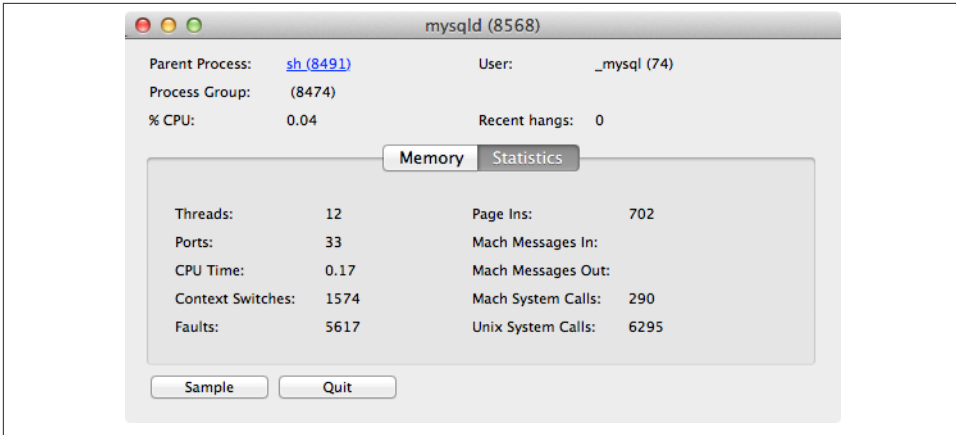 mysqld (8568)
Parent Process: sh (8491) User: _mysql (74)
Process Group: (8474)
% CPU: 0.04 Recent hangs: 0
Memory Statistics
Threads: 12 Page Ins: 702
Ports: 33 Mach Messages In:
CPU Time: 0.17 Mach Messages Out:
Context Switches: 1574 Mach System Calls: 290
Faults: 5617 Unix System Calls: 6295
Sample Quit